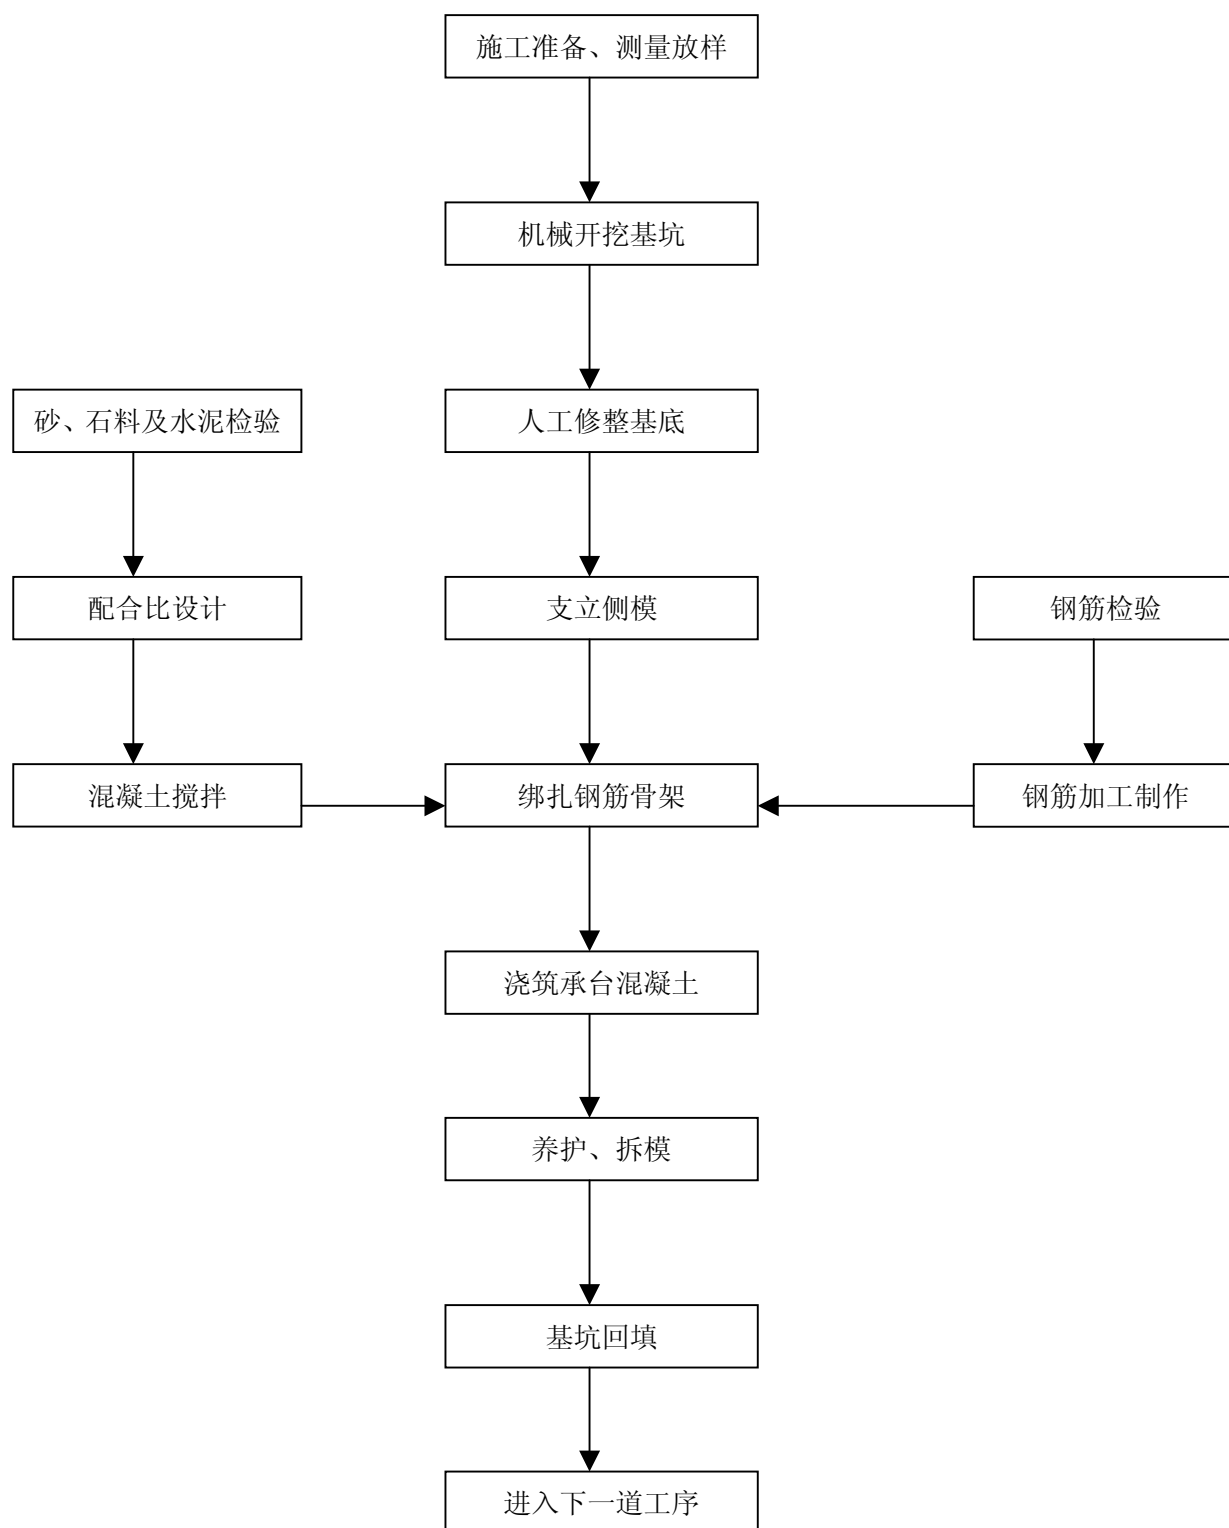 施工准备、测量放样
机械开挖基坑
砂、石料及水泥检验
人工修整基底
配合比设计
支立侧模
钢筋检验
混凝土搅拌
绑扎钢筋骨架
钢筋加工制作
浇筑承台混凝土
养护、拆模
基坑回填
进入下一道工序